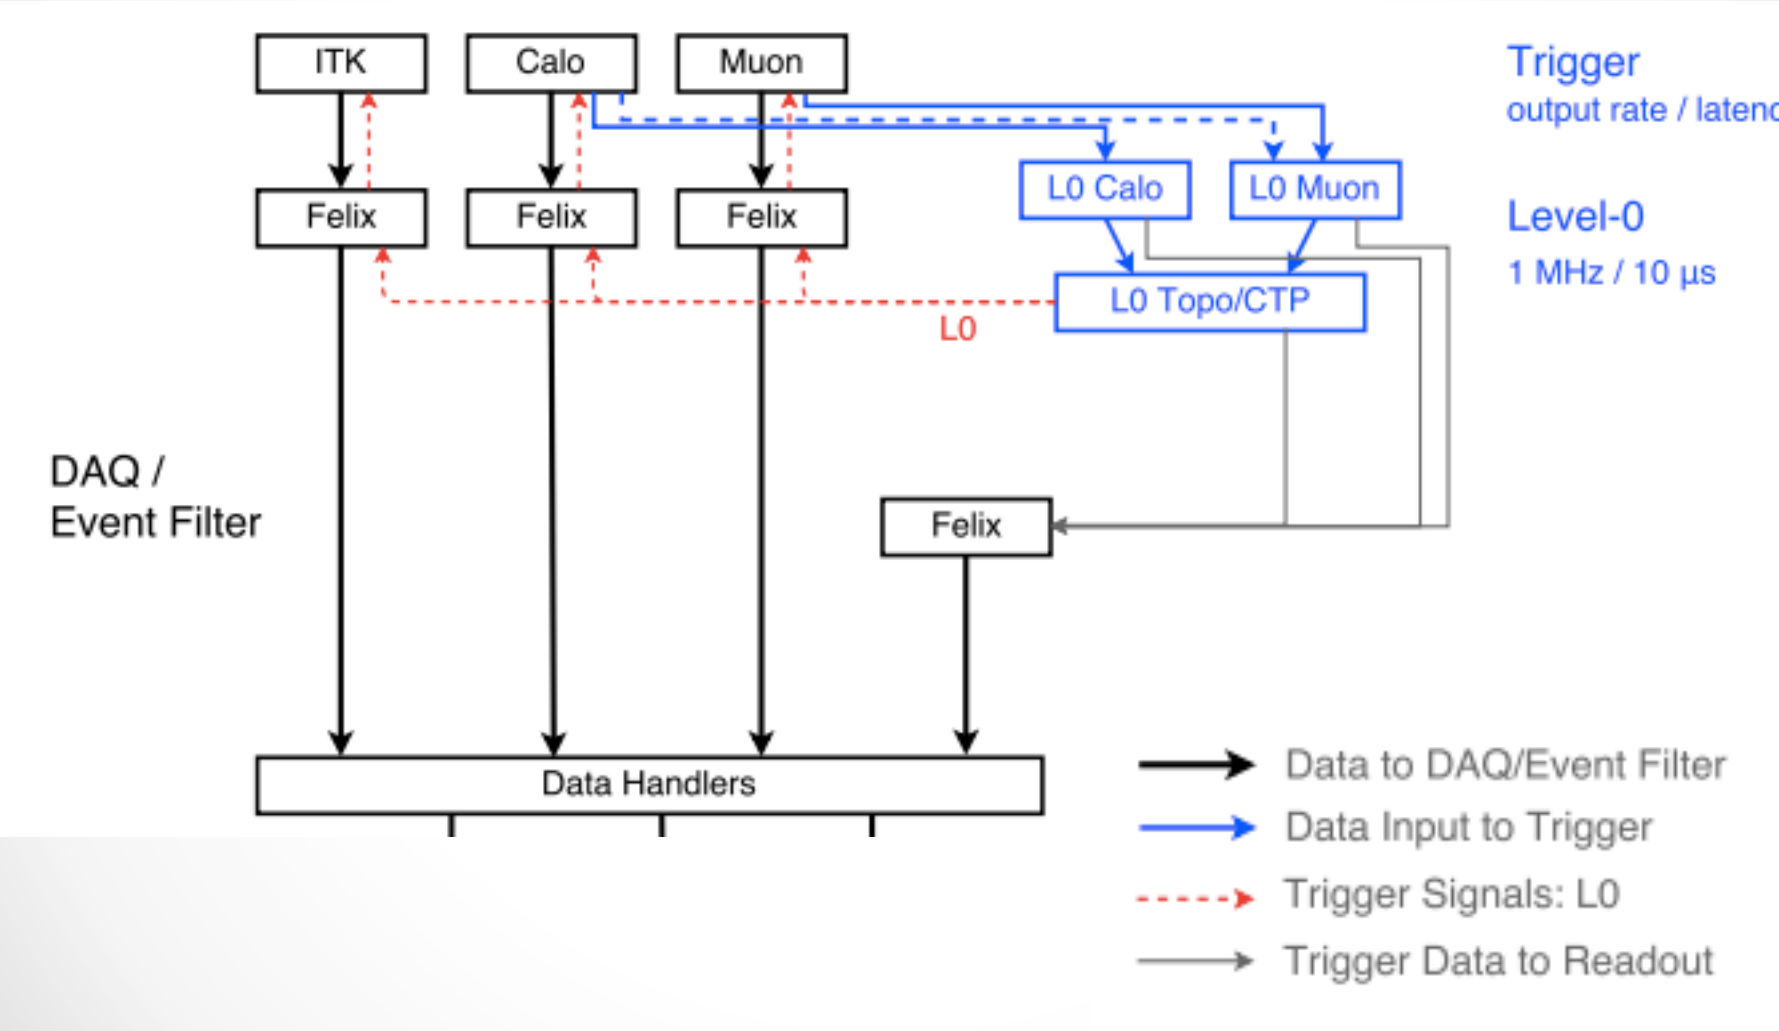 ITK
Calo
Muon
Trigger
output rate / latenc
Felix
Felix
Felix
L0 Calo
L0 Muon
Level-0
1 MHz / 10 μs
L0 Topo/CTP
L0
DAQ /
Event Filter
Felix
Data Handlers
Data to DAQ/Event Filter
Data Input to Trigger
Trigger Signals: L0
Trigger Data to Readout